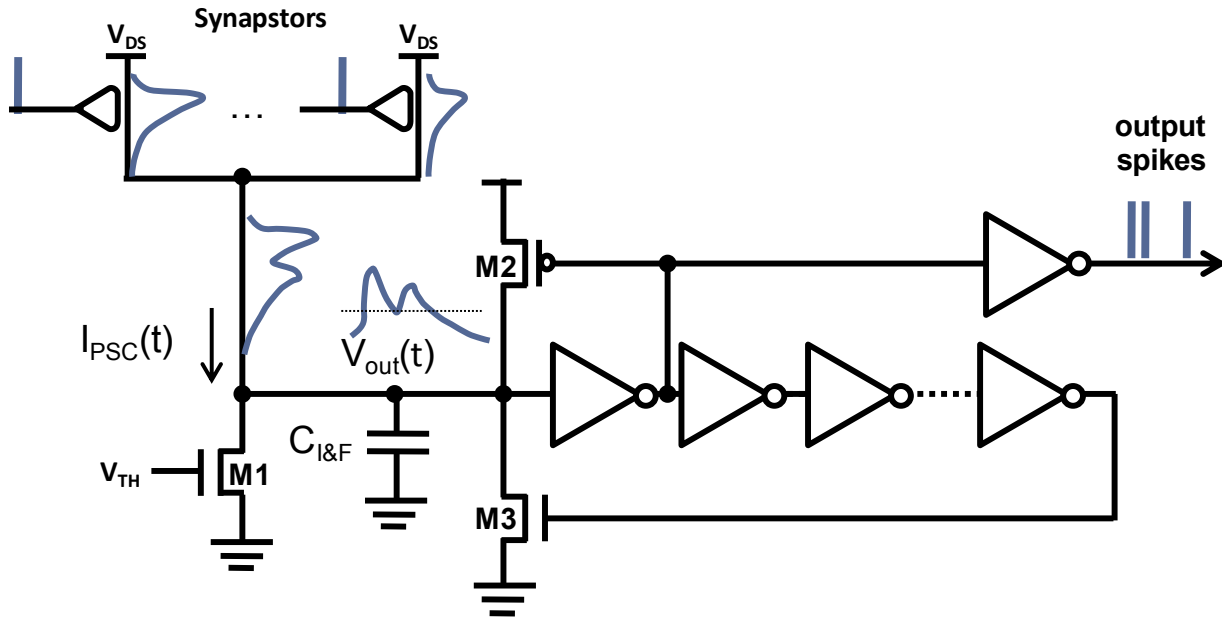 Synapstors
V_DS
V_DS
...
output
spikes
M2
I_PSC(t)
V_out(t)
C_I&F
V_TH
M1
M3